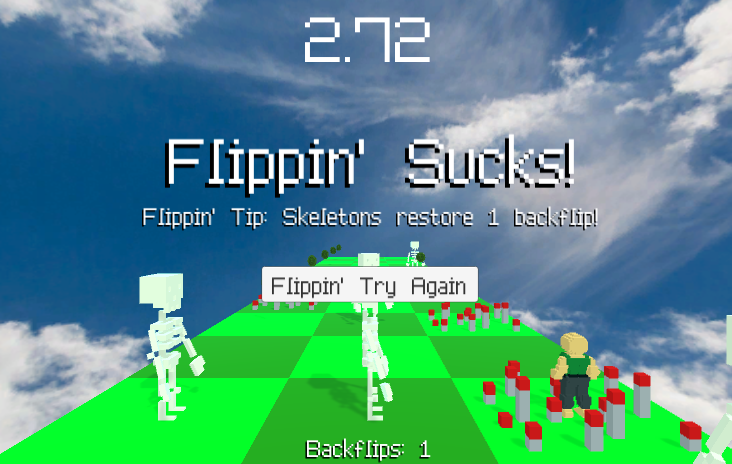 2.72
Flippin' Sucks!
Flippin' Tip: Skeletons restore 1 backflip!
Flippin' Try Again
Backflips: 1